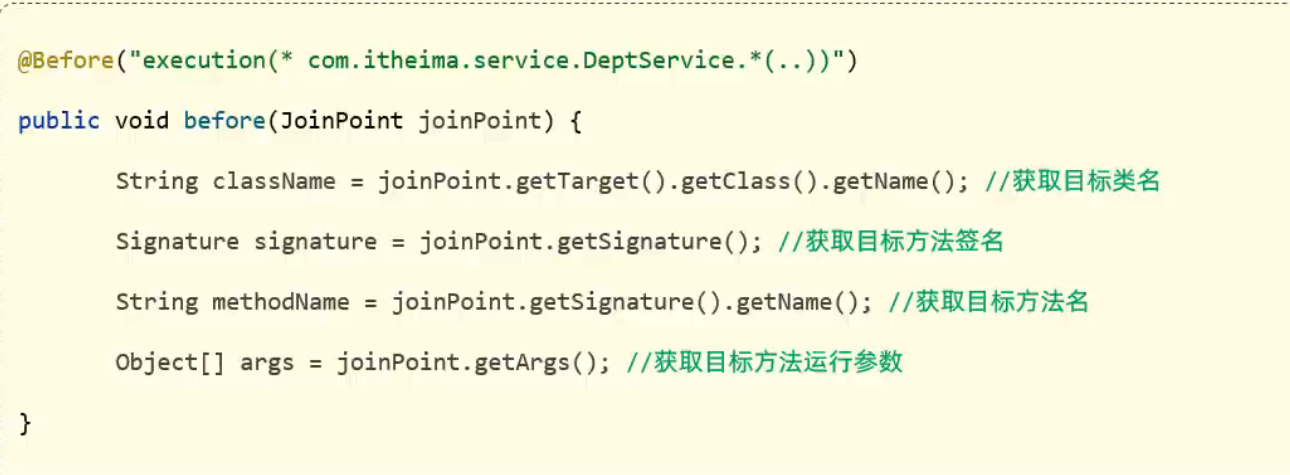 @Before("execution(* com.itheima.service.DeptService.*(..))")
public void before(JoinPoint joinPoint) {
String className = joinPoint.getTarget().getClass().getName(); //获取目标类名
Signature signature = joinPoint.getSignature(); //获取目标方法签名
String methodName = joinPoint.getSignature().getName(); //获取目标方法名
Object[] args = joinPoint.getArgs(); //获取目标方法运行参数
}